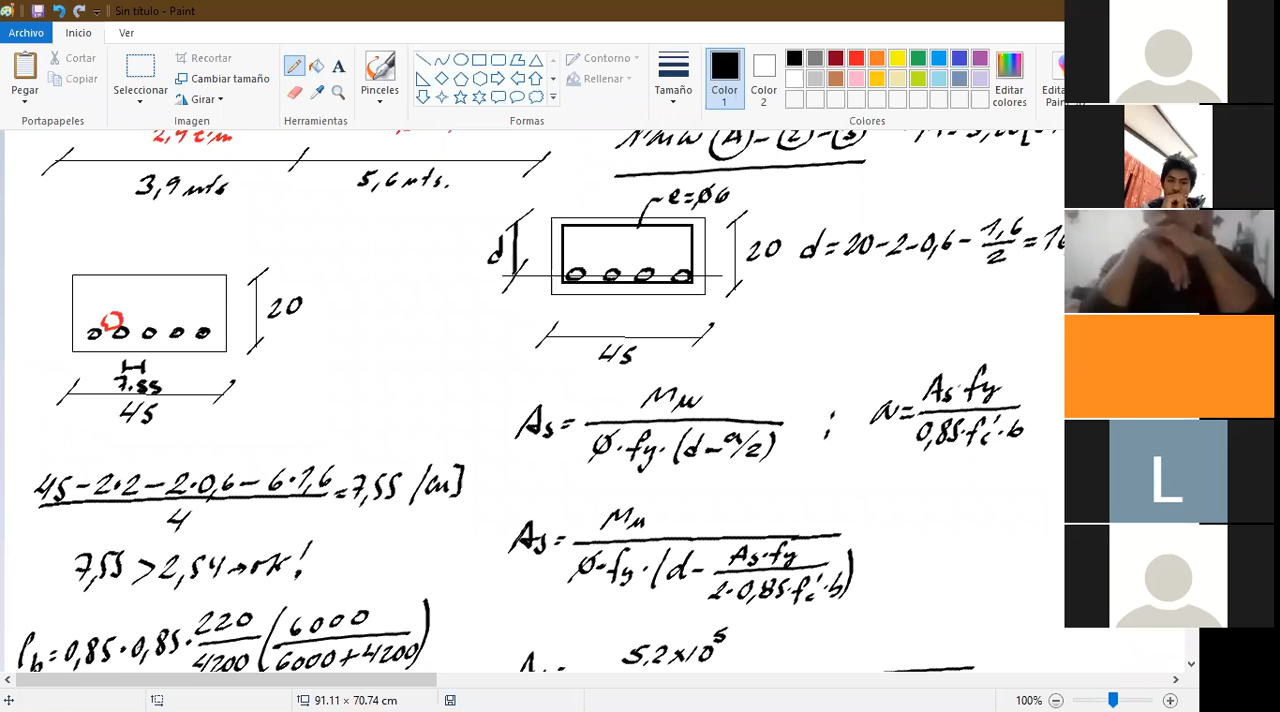 Sin título - Paint
Archivo Inicio Ver
Pegar
Cortar
Copiar
Portapapeles
Seleccionar
Recortar
Cambiar tamaño
Girar
Imagen
A
Herramientas
Pinceles
Contorno
Rellenar
Formas
Tamaño
Color 1
Color 2
Colores
Editar colores
Editar
3,9 mts
5,6 mts.
e=Ø6
d
20
d=20-2-0,6-1,6/2=16
45
20
7.55
45
As= Mu / Ø·fy·(d-a/2) ; a= As·fy / 0,85·fc'·b
45-2·2-2·0,6-6·1,6 / 4 =7,55 [cm]
As= Mu / Ø·fy·(d- As·fy / 2·0,85·fc'·b)
7,55 >2,54→ok!
ρb=0,85·0,85· 220/4200 (6000 / 6000+4200)
5,2x10⁵
L
91.11 × 70.74 cm
100%